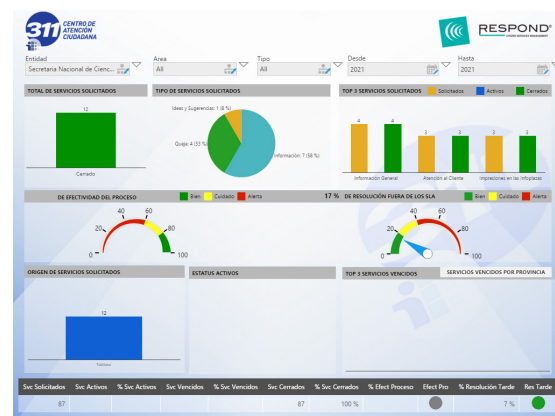 311 CENTRO DE
ATENCIÓN
CIUDADANA
RESPOND®
Entidad
Area
Tipo
Desde
Hasta
Secretaria Nacional de Cienc...
All
All
2021
2021
TOTAL DE SERVICIOS SOLICITADOS
12
Cerrado
TIPO DE SERVICIOS SOLICITADOS
Ideas y Sugerencias: 1 (8 %)
Queja: 4 (33 %)
Información: 7 (58 %)
TOP 3 SERVICIOS SOLICITADOS
Solicitados
Activos
Cerrados
4 4 3 3 3 3
Información General
Atención al Cliente
Impresiones en las Infoplazas
DE EFECTIVIDAD DEL PROCESO
Bien
Cuidado
Alerta
0 20 40 60 80 100
17 % DE RESOLUCIÓN FUERA DE LOS SLA
Bien
Cuidado
Alerta
0 20 40 60 80 100
ORIGEN DE SERVICIOS SOLICITADOS
12
ESTATUS ACTIVOS
TOP 3 SERVICIOS VENCIDOS
SERVICIOS VENCIDOS POR PROVINCIA
Svc Solicitados Svc Activos % Svc Activos Svc Vencidos % Svc Vencidos Svc Cerrados % Svc Cerrados % Efect Proceso Efect Pro % Resolución Tarde Res Tarde
87 87 100 % 7 %